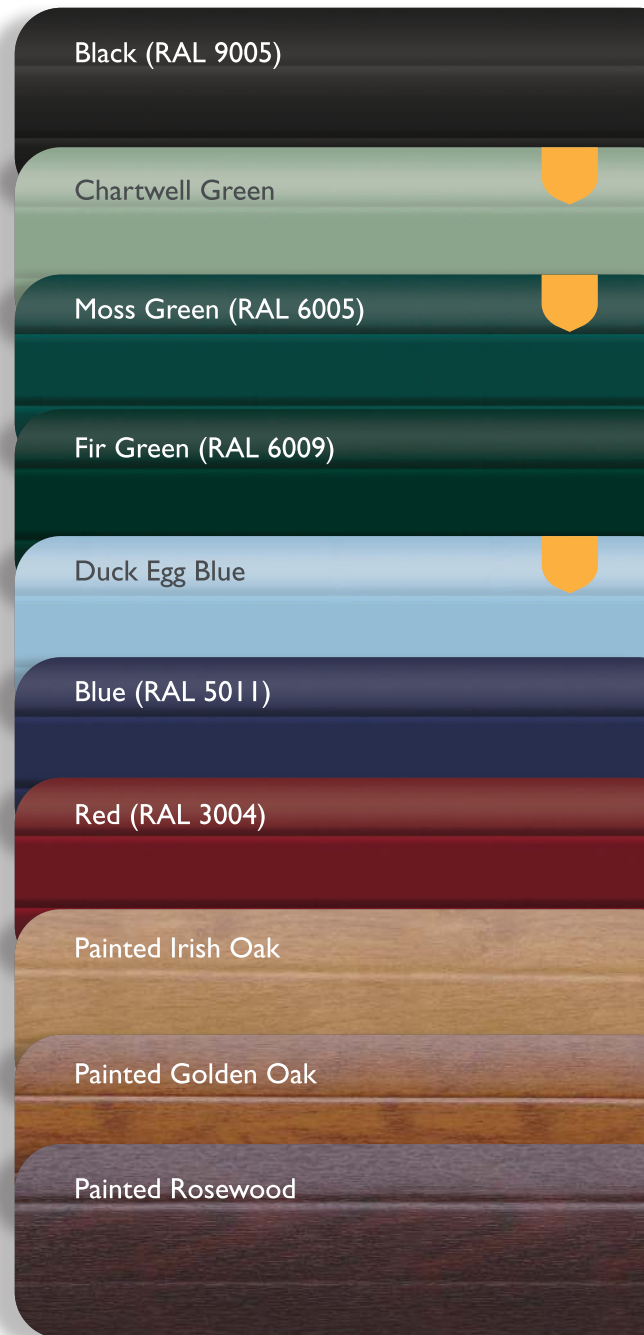 Black (RAL 9005)
Chartwell Green
Moss Green (RAL 6005)
Fir Green (RAL 6009)
Duck Egg Blue
Blue (RAL 5011)
Red (RAL 3004)
Painted Irish Oak
Painted Golden Oak
Painted Rosewood